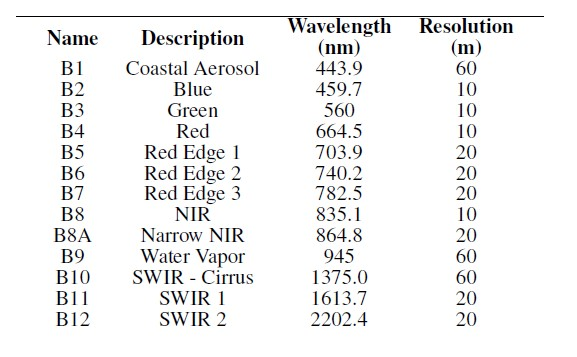 Name Description Wavelength (nm) Resolution (m)
B1 Coastal Aerosol 443.9 60
B2 Blue 459.7 10
B3 Green 560 10
B4 Red 664.5 10
B5 Red Edge 1 703.9 20
B6 Red Edge 2 740.2 20
B7 Red Edge 3 782.5 20
B8 NIR 835.1 10
B8A Narrow NIR 864.8 20
B9 Water Vapor 945 60
B10 SWIR - Cirrus 1375.0 60
B11 SWIR 1 1613.7 20
B12 SWIR 2 2202.4 20